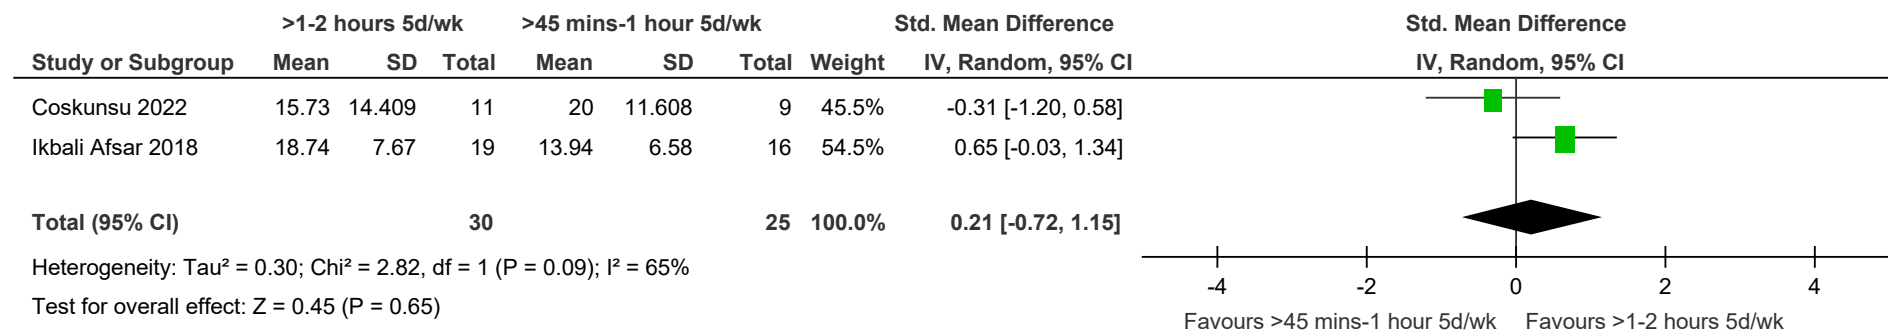 >1-2 hours 5d/wk >45 mins-1 hour 5d/wk Std. Mean Difference Std. Mean Difference
Study or Subgroup Mean SD Total Mean SD Total Weight IV, Random, 95% CI IV, Random, 95% CI
Coskunsu 2022 15.73 14.409 11 20 11.608 9 45.5% -0.31 [-1.20, 0.58]
Ikbali Afsar 2018 18.74 7.67 19 13.94 6.58 16 54.5% 0.65 [-0.03, 1.34]
Total (95% CI) 30 25 100.0% 0.21 [-0.72, 1.15]
Heterogeneity: Tau² = 0.30; Chi² = 2.82, df = 1 (P = 0.09); I² = 65%
Test for overall effect: Z = 0.45 (P = 0.65)
-4 -2 0 2 4
Favours >45 mins-1 hour 5d/wk Favours >1-2 hours 5d/wk